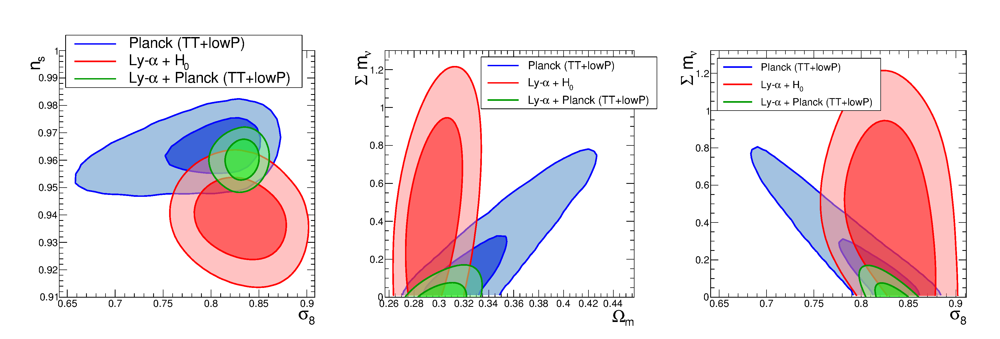 Planck (TT+lowP)
Ly-α + H0
Ly-α + Planck (TT+lowP)
ns
1
0.99
0.98
0.97
0.96
0.95
0.94
0.93
0.92
0.91
0.65 0.7 0.75 0.8 0.85 0.9
σ8
Σ mν
Planck (TT+lowP)
Ly-α + H0
Ly-α + Planck (TT+lowP)
1.2
1
0.8
0.6
0.4
0.2
0
0.26 0.28 0.3 0.32 0.34 0.36 0.38 0.4 0.42 0.44
Ωm
Σ mν
Planck (TT+lowP)
Ly-α + H0
Ly-α + Planck (TT+lowP)
1.2
1
0.8
0.6
0.4
0.2
0
0.65 0.7 0.75 0.8 0.85 0.9
σ8